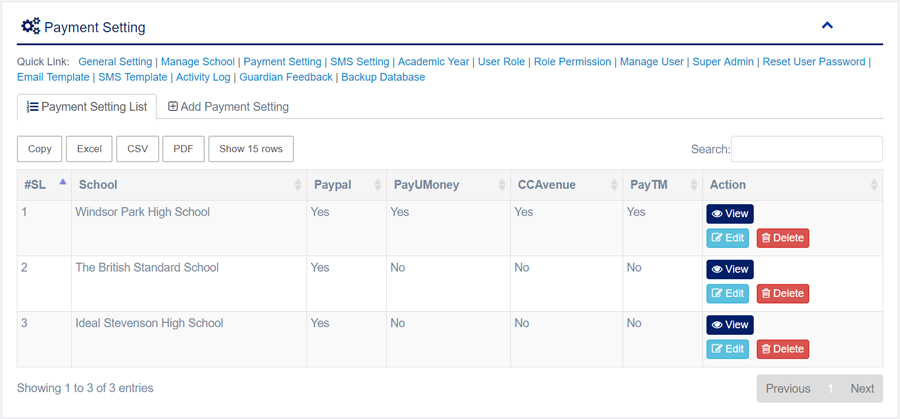 Payment Setting
Quick Link: General Setting | Manage School | Payment Setting | SMS Setting | Academic Year | User Role | Role Permission | Manage User | Super Admin | Reset User Password |
Email Template | SMS Template | Activity Log | Guardian Feedback | Backup Database
Payment Setting List Add Payment Setting
Copy Excel CSV PDF Show 15 rows Search:
#SL School Paypal PayUMoney CCAvenue PayTM Action
1 Windsor Park High School Yes Yes Yes Yes View
Edit Delete
2 The British Standard School Yes No No No View
Edit Delete
3 Ideal Stevenson High School Yes No No No View
Edit Delete
Showing 1 to 3 of 3 entries Previous 1 Next